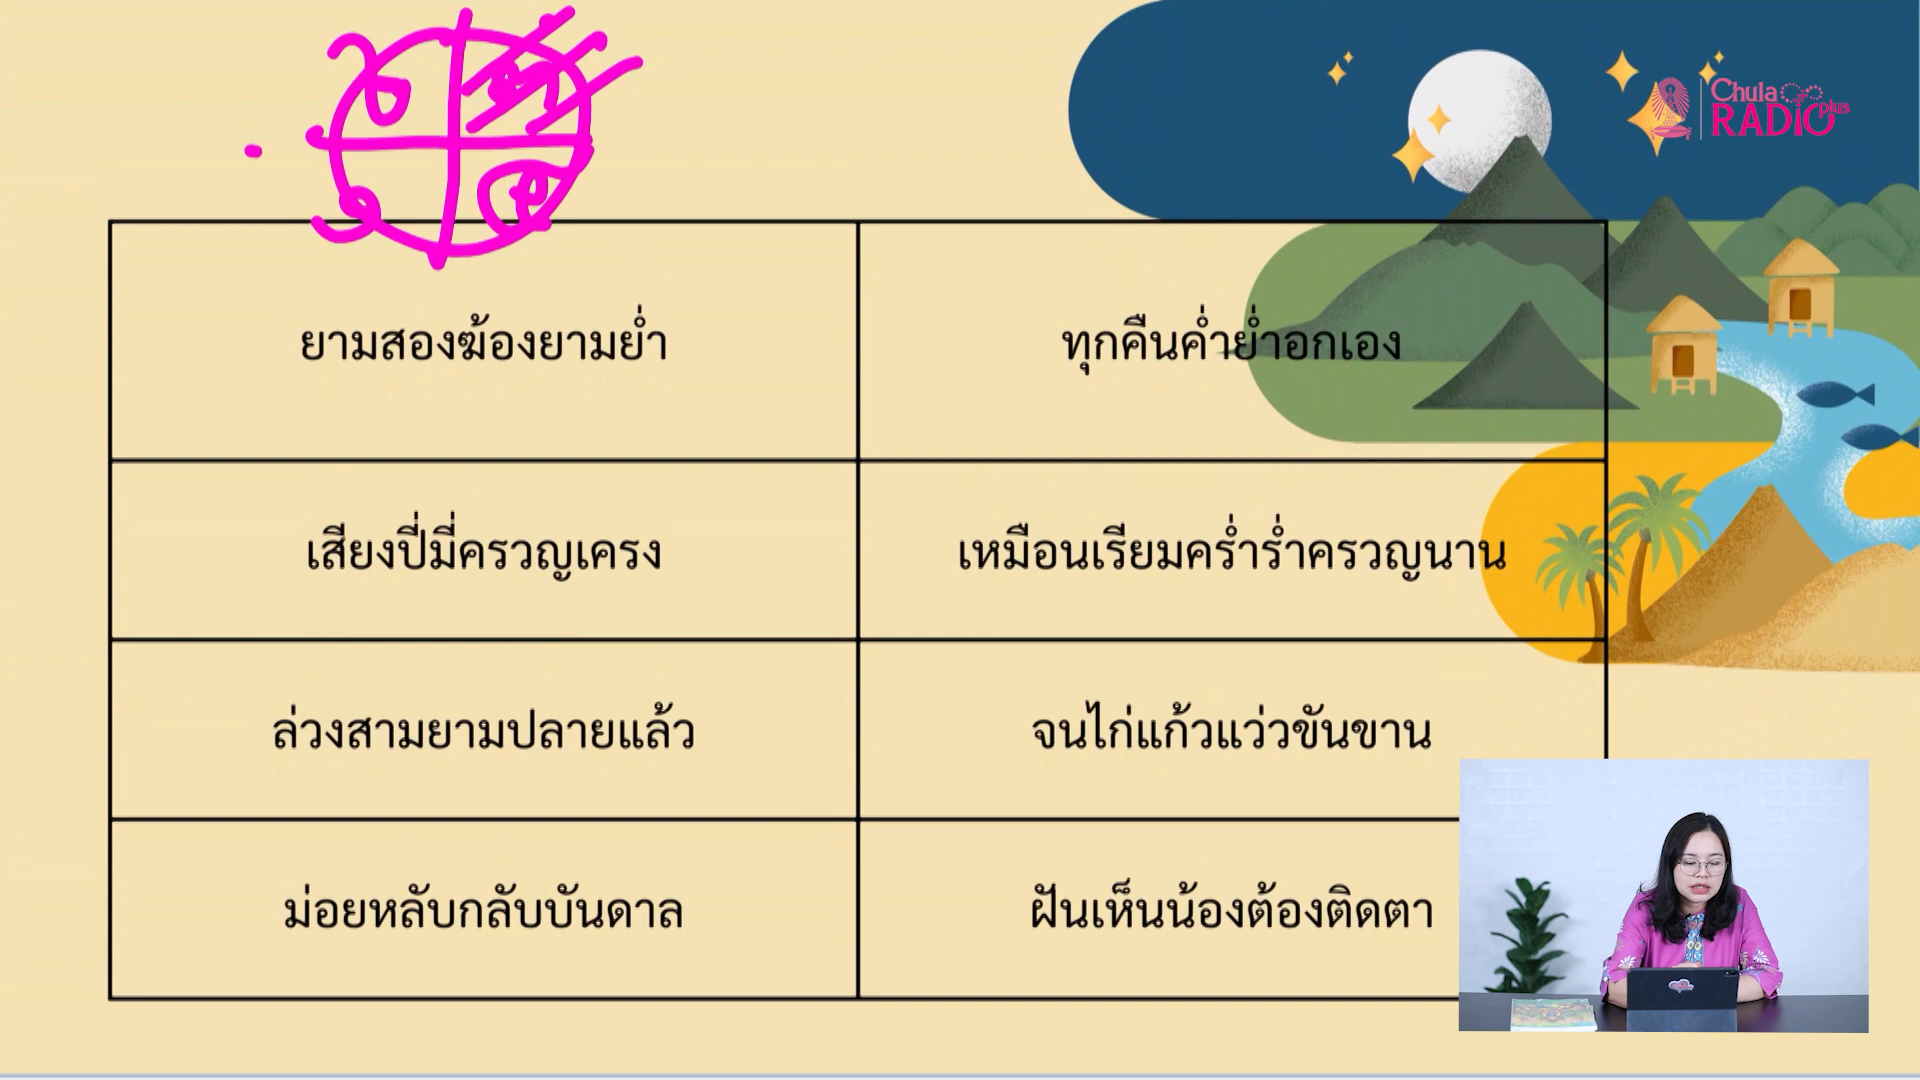 Chula
RADIO plus
ยามสองฆ้องยามย่ำ ทุกคืนค่ำย่ำอกเอง
เสียงปี่มี่ครวญเครง เหมือนเรียมคร่ำร่ำครวญนาน
ล่วงสามยามปลายแล้ว จนไก่แก้วแว่วขันขาน
ม่อยหลับกลับบันดาล ฝันเห็นน้องต้องติดตา